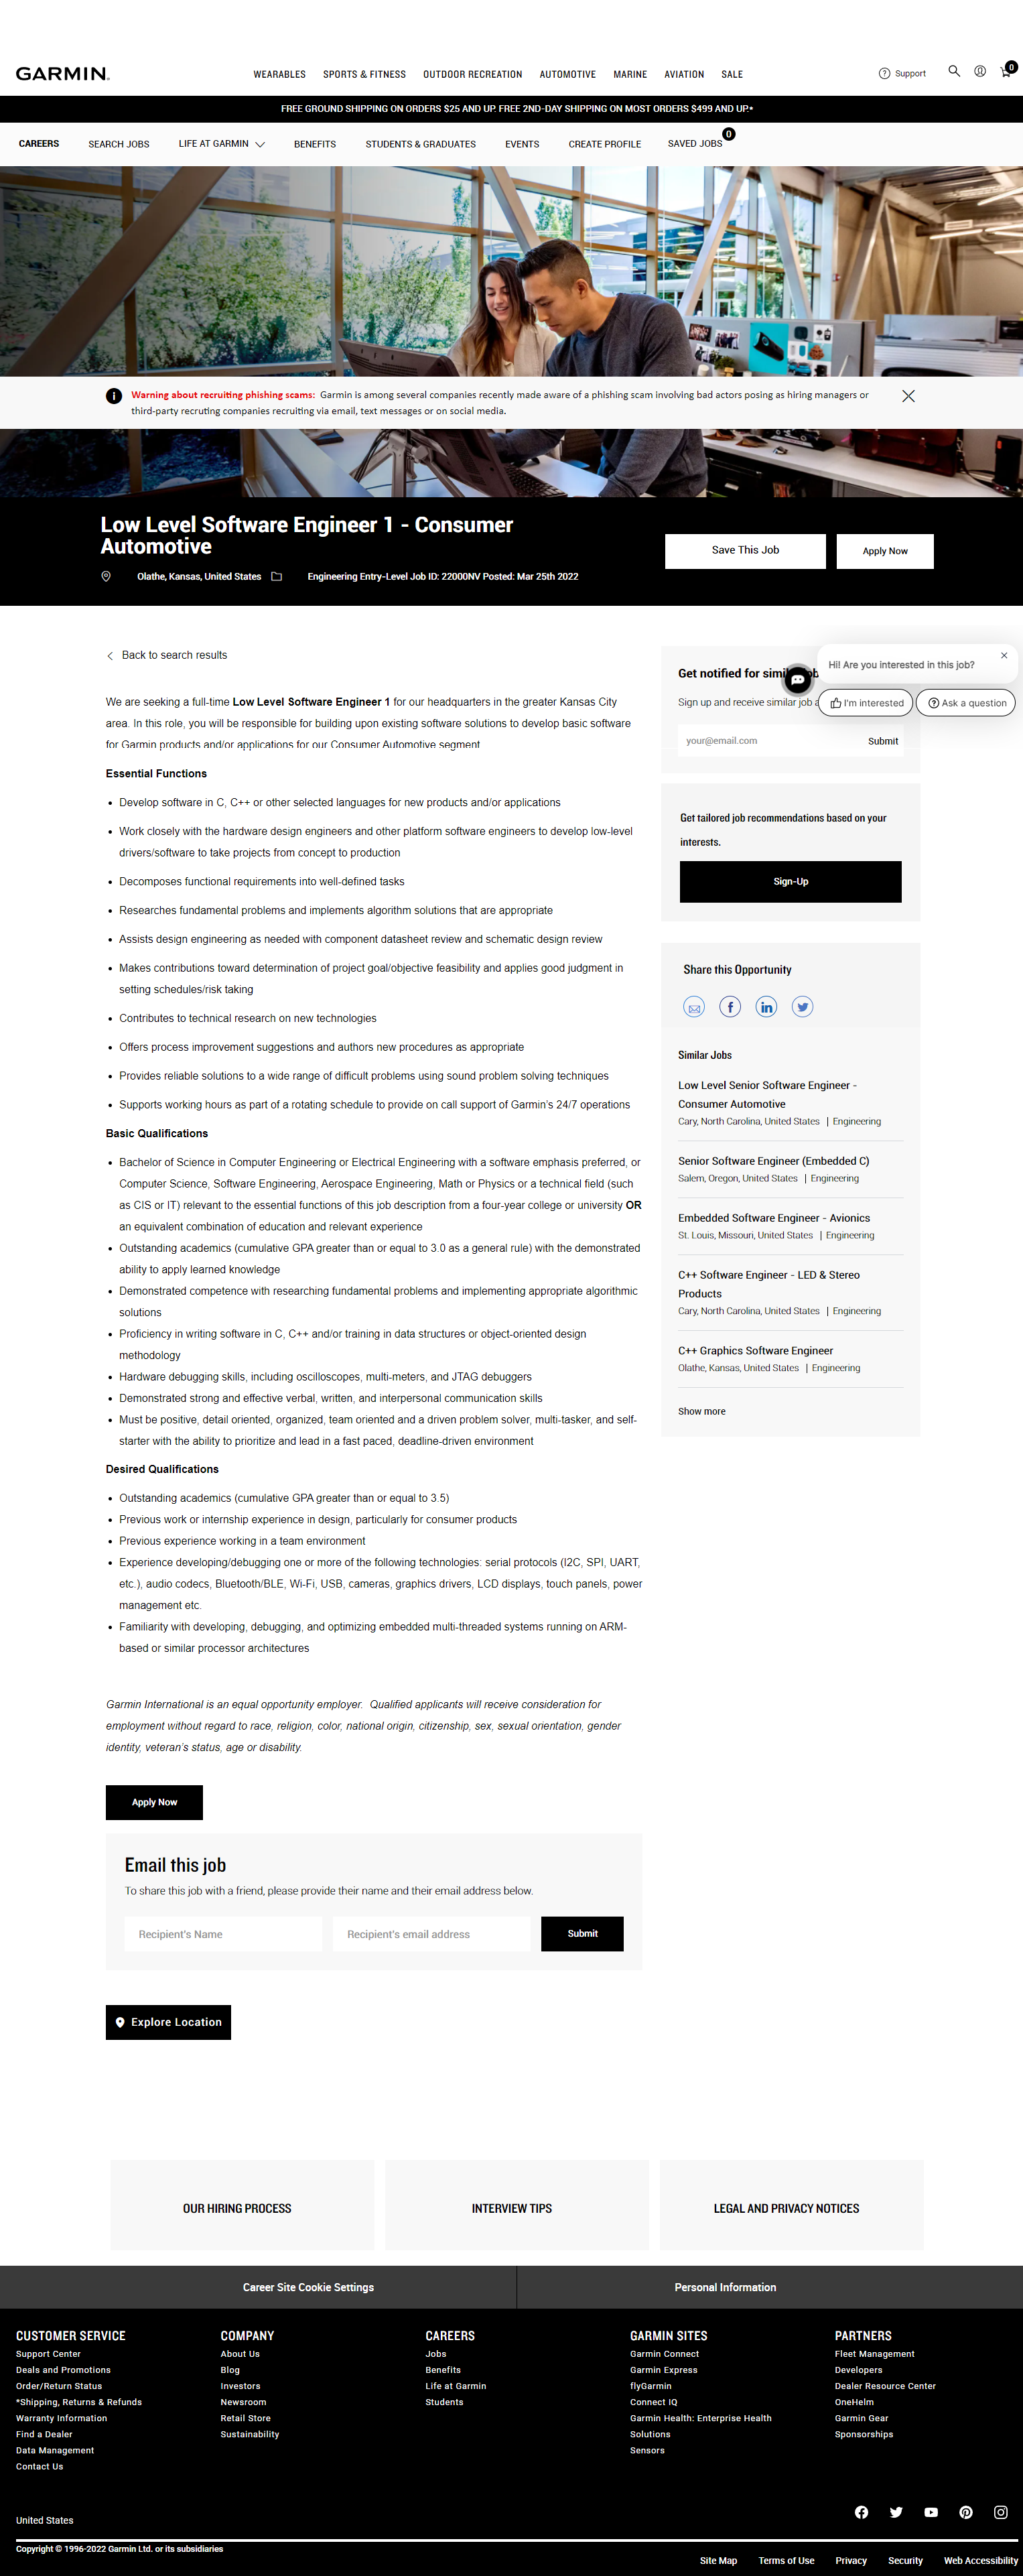 GARMIN
WEARABLES SPORTS & FITNESS OUTDOOR RECREATION AUTOMOTIVE MARINE AVIATION SALE
Support
0
FREE GROUND SHIPPING ON ORDERS $25 AND UP. FREE 2ND-DAY SHIPPING ON MOST ORDERS $499 AND UP.*
CAREERS SEARCH JOBS LIFE AT GARMIN BENEFITS STUDENTS & GRADUATES EVENTS CREATE PROFILE SAVED JOBS 0
Warning about recruiting phishing scams: Garmin is among several companies recently made aware of a phishing scam involving bad actors posing as hiring managers or
third-party recruting companies recruiting via email, text messages or on social media.
Low Level Software Engineer 1 - Consumer
Automotive
Olathe, Kansas, United States Engineering Entry-Level Job ID: 22000NV Posted: Mar 25th 2022
Save This Job
Apply Now
Back to search results
We are seeking a full-time Low Level Software Engineer 1 for our headquarters in the greater Kansas City
area. In this role, you will be responsible for building upon existing software solutions to develop basic software
for Garmin products and/or applications for our Consumer Automotive segment
Essential Functions
• Develop software in C, C++ or other selected languages for new products and/or applications
• Work closely with the hardware design engineers and other platform software engineers to develop low-level
drivers/software to take projects from concept to production
• Decomposes functional requirements into well-defined tasks
• Researches fundamental problems and implements algorithm solutions that are appropriate
• Assists design engineering as needed with component datasheet review and schematic design review
• Makes contributions toward determination of project goal/objective feasibility and applies good judgment in
setting schedules/risk taking
• Contributes to technical research on new technologies
• Offers process improvement suggestions and authors new procedures as appropriate
• Provides reliable solutions to a wide range of difficult problems using sound problem solving techniques
• Supports working hours as part of a rotating schedule to provide on call support of Garmin's 24/7 operations
Basic Qualifications
• Bachelor of Science in Computer Engineering or Electrical Engineering with a software emphasis preferred, or
Computer Science, Software Engineering, Aerospace Engineering, Math or Physics or a technical field (such
as CIS or IT) relevant to the essential functions of this job description from a four-year college or university OR
an equivalent combination of education and relevant experience
• Outstanding academics (cumulative GPA greater than or equal to 3.0 as a general rule) with the demonstrated
ability to apply learned knowledge
• Demonstrated competence with researching fundamental problems and implementing appropriate algorithmic
solutions
• Proficiency in writing software in C, C++ and/or training in data structures or object-oriented design
methodology
• Hardware debugging skills, including oscilloscopes, multi-meters, and JTAG debuggers
• Demonstrated strong and effective verbal, written, and interpersonal communication skills
• Must be positive, detail oriented, organized, team oriented and a driven problem solver, multi-tasker, and self-
starter with the ability to prioritize and lead in a fast paced, deadline-driven environment
Desired Qualifications
• Outstanding academics (cumulative GPA greater than or equal to 3.5)
• Previous work or internship experience in design, particularly for consumer products
• Previous experience working in a team environment
• Experience developing/debugging one or more of the following technologies: serial protocols (I2C, SPI, UART,
etc.), audio codecs, Bluetooth/BLE, Wi-Fi, USB, cameras, graphics drivers, LCD displays, touch panels, power
management etc.
• Familiarity with developing, debugging, and optimizing embedded multi-threaded systems running on ARM-
based or similar processor architectures
Garmin International is an equal opportunity employer. Qualified applicants will receive consideration for
employment without regard to race, religion, color, national origin, citizenship, sex, sexual orientation, gender
identity, veteran's status, age or disability.
Apply Now
Email this job
To share this job with a friend, please provide their name and their email address below.
Recipient's Name
Recipient's email address
Submit
Explore Location
Get notified for
Sign up and receive similar job
Hi! Are you interested in this job?
I'm interested
Ask a question
your@email.com
Submit
Get tailored job recommendations based on your
interests.
Sign-Up
Share this Opportunity
Similar Jobs
Low Level Senior Software Engineer -
Consumer Automotive
Cary, North Carolina, United States | Engineering
Senior Software Engineer (Embedded C)
Salem, Oregon, United States | Engineering
Embedded Software Engineer - Avionics
St. Louis, Missouri, United States | Engineering
C++ Software Engineer - LED & Stereo
Products
Cary, North Carolina, United States | Engineering
C++ Graphics Software Engineer
Olathe, Kansas, United States | Engineering
Show more
OUR HIRING PROCESS
INTERVIEW TIPS
LEGAL AND PRIVACY NOTICES
Career Site Cookie Settings
Personal Information
CUSTOMER SERVICE
Support Center
Deals and Promotions
Order/Return Status
*Shipping, Returns & Refunds
Warranty Information
Find a Dealer
Data Management
Contact Us
COMPANY
About Us
Blog
Investors
Newsroom
Retail Store
Sustainability
CAREERS
Jobs
Benefits
Life at Garmin
Students
GARMIN SITES
Garmin Connect
Garmin Express
flyGarmin
Connect IQ
Garmin Health: Enterprise Health
Solutions
Sensors
PARTNERS
Fleet Management
Developers
Dealer Resource Center
OneHelm
Garmin Gear
Sponsorships
United States
Copyright © 1996-2022 Garmin Ltd. or its subsidiaries
Site Map Terms of Use Privacy Security Web Accessibility